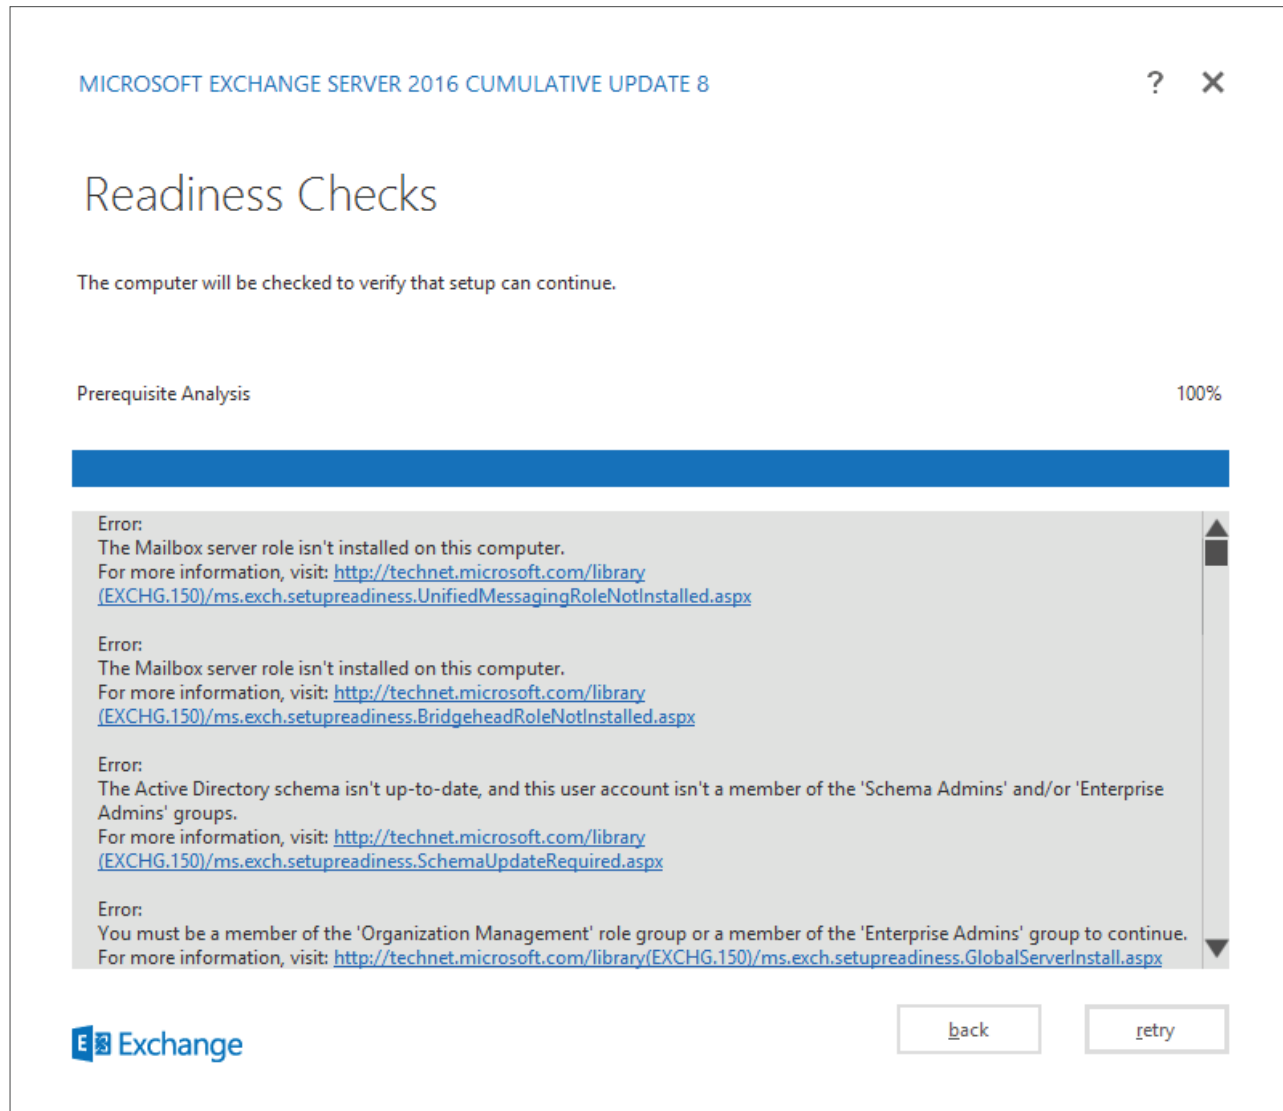 MICROSOFT EXCHANGE SERVER 2016 CUMULATIVE UPDATE 8
?
Readiness Checks
The computer will be checked to verify that setup can continue.
Prerequisite Analysis 100%
Error:
The Mailbox server role isn't installed on this computer.
For more information, visit: http://technet.microsoft.com/library
(EXCHG.150)/ms.exch.setupreadiness.UnifiedMessagingRoleNotInstalled.aspx
Error:
The Mailbox server role isn't installed on this computer.
For more information, visit: http://technet.microsoft.com/library
(EXCHG.150)/ms.exch.setupreadiness.BridgeheadRoleNotInstalled.aspx
Error:
The Active Directory schema isn't up-to-date, and this user account isn't a member of the 'Schema Admins' and/or 'Enterprise
Admins' groups.
For more information, visit: http://technet.microsoft.com/library
(EXCHG.150)/ms.exch.setupreadiness.SchemaUpdateRequired.aspx
Error:
You must be a member of the 'Organization Management' role group or a member of the 'Enterprise Admins' group to continue.
For more information, visit: http://technet.microsoft.com/library(EXCHG.150)/ms.exch.setupreadiness.GlobalServerInstall.aspx
back retry
E Exchange